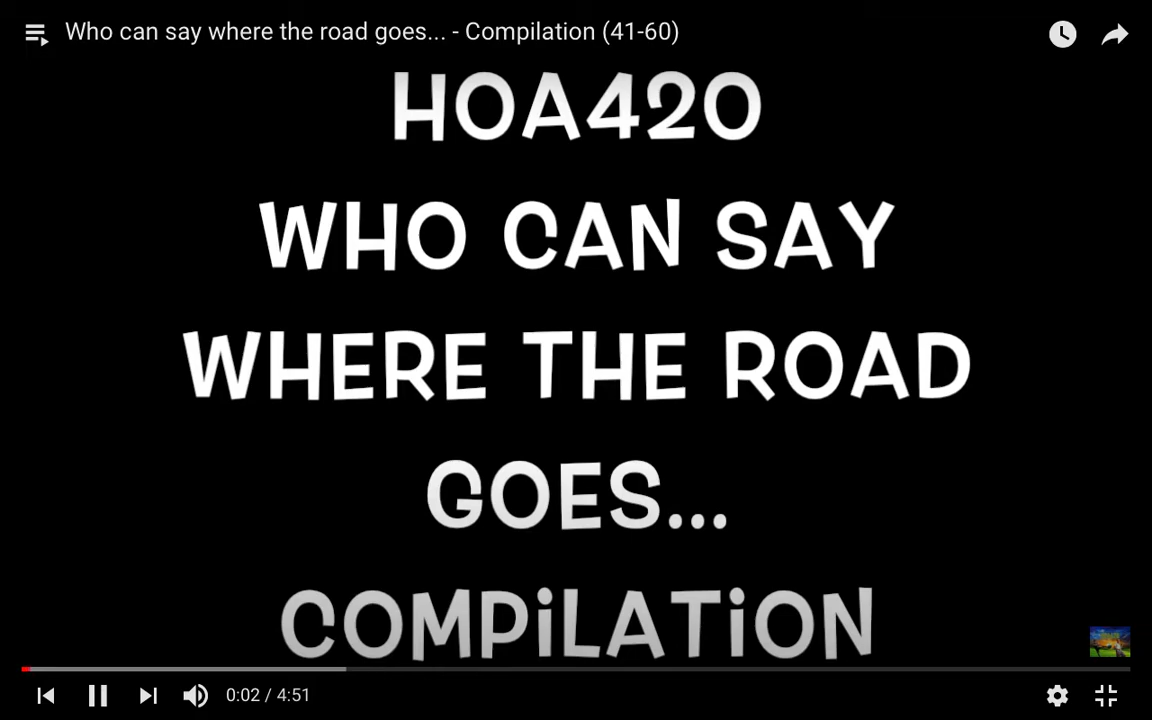 Who can say where the road goes... - Compilation (41-60)
HOA420
WHO CAN SAY
WHERE THE ROAD
GOES...
COMPiLATiON
0:02 / 4:51